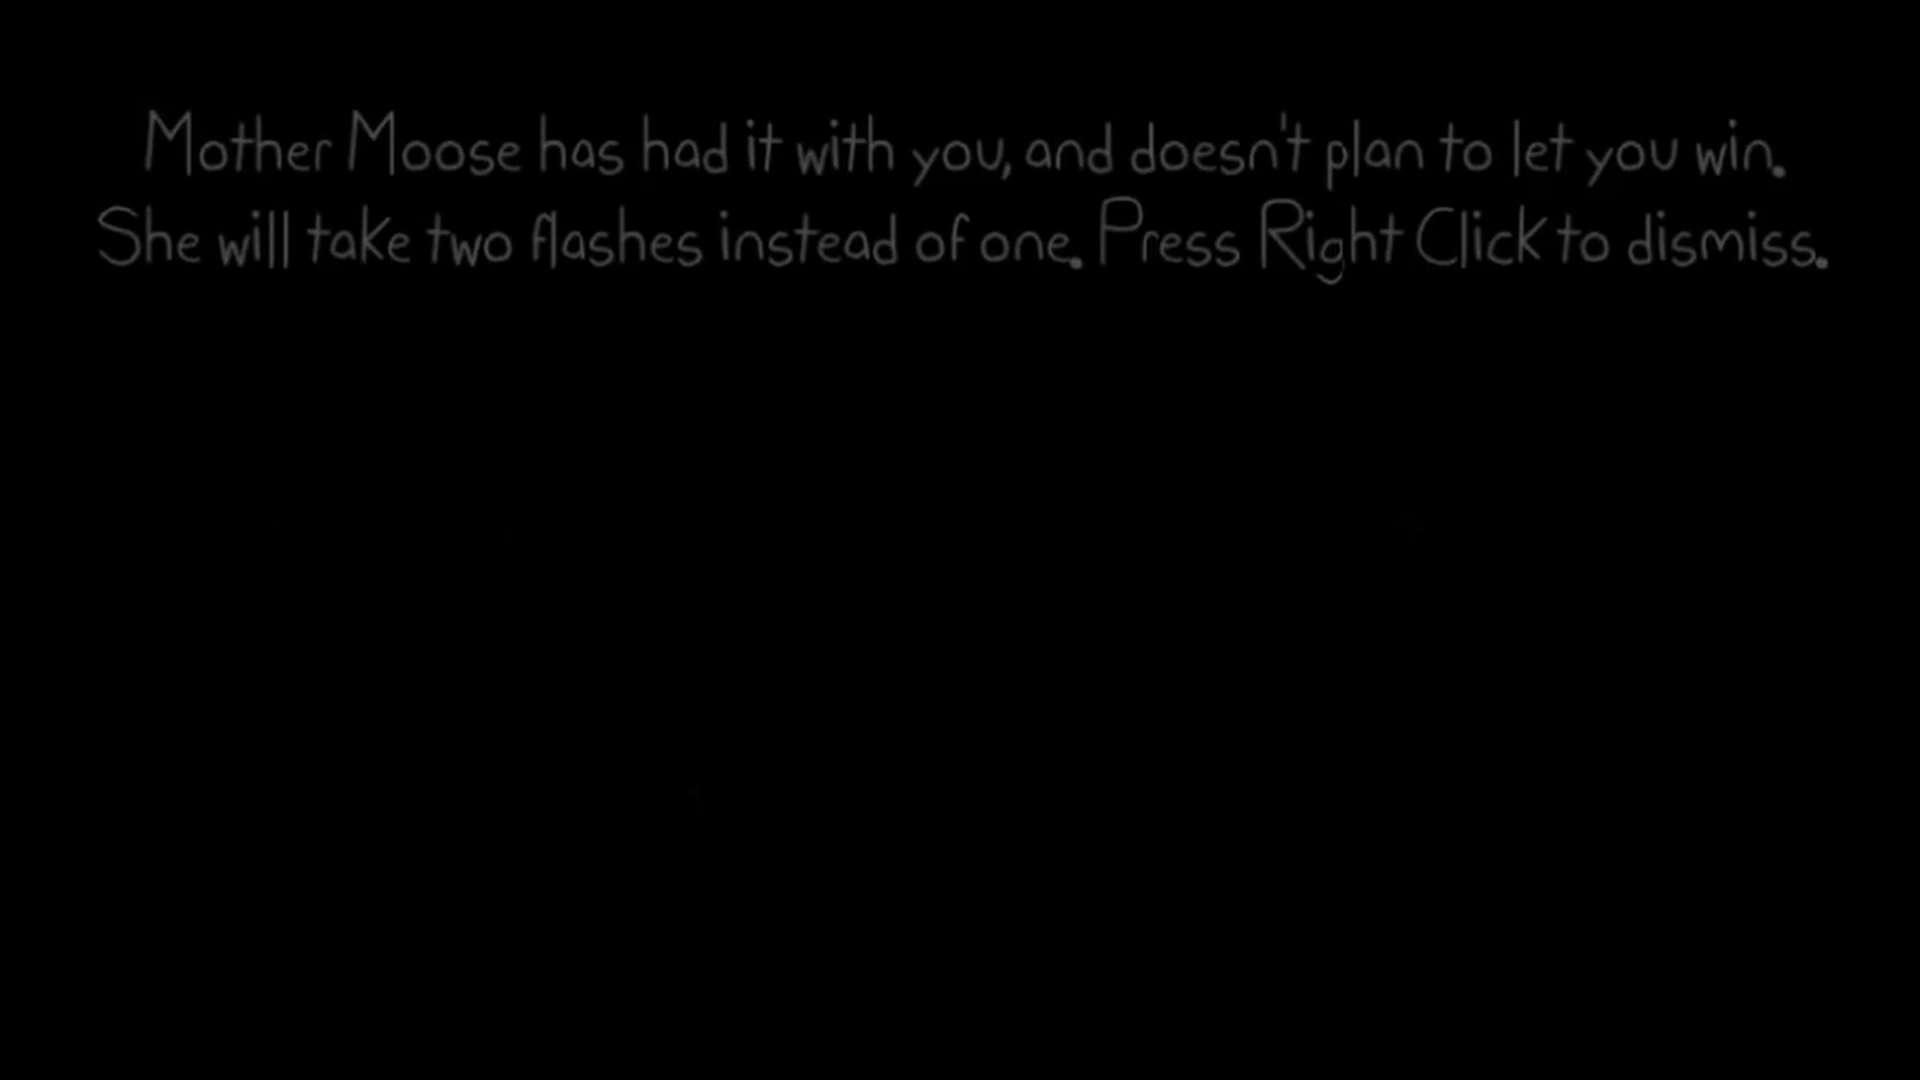 Mother Moose has had it with you, and doesn't plan to let you win.
She will take two flashes instead of one. Press Right Click to dismiss.